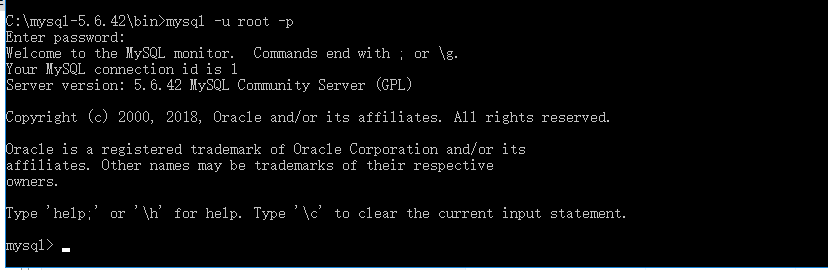 C:\mysql-5.6.42\bin>mysql -u root -p
Enter password:
Welcome to the MySQL monitor.  Commands end with ; or \g.
Your MySQL connection id is 1
Server version: 5.6.42 MySQL Community Server (GPL)
Copyright (c) 2000, 2018, Oracle and/or its affiliates. All rights reserved.
Oracle is a registered trademark of Oracle Corporation and/or its
affiliates. Other names may be trademarks of their respective
owners.
Type 'help;' or '\h' for help. Type '\c' to clear the current input statement.
mysql>